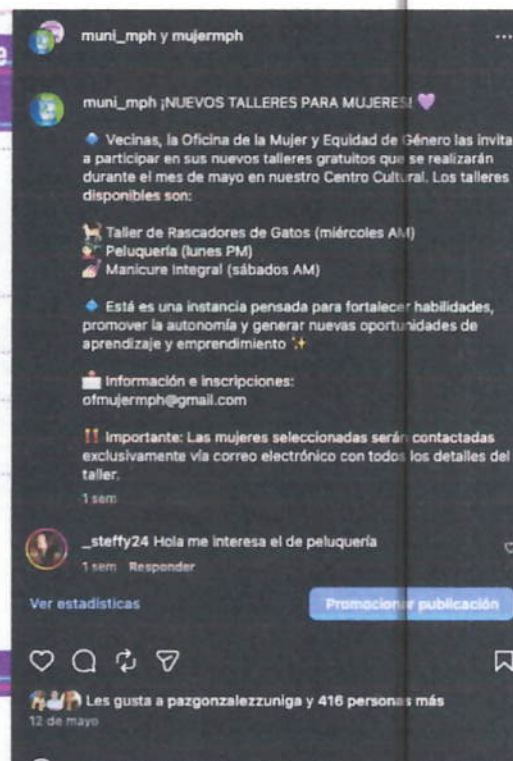 muni_mph y mujermph
muni_mph ¡NUEVOS TALLERES PARA MUJERES! 💜
🔹 Vecinas, la Oficina de la Mujer y Equidad de Género las invita
a participar en sus nuevos talleres gratuitos que se realizarán
durante el mes de mayo en nuestro Centro Cultural. Los talleres
disponibles son:
🐈 Taller de Rascadores de Gatos (miércoles AM)
💇 Peluquería (lunes PM)
💅 Manicure Integral (sábados AM)
🔹 Está es una instancia pensada para fortalecer habilidades,
promover la autonomía y generar nuevas oportunidades de
aprendizaje y emprendimiento ✨
📩 Información e inscripciones:
ofmujermph@gmail.com
‼️ Importante: Las mujeres seleccionadas serán contactadas
exclusivamente vía correo electrónico con todos los detalles del
taller.
1 sem
_steffy24 Hola me interesa el de peluquería
1 sem Responder
Ver estadísticas
Promocionar publicación
Les gusta a pazgonzalezzuniga y 416 personas más
12 de mayo